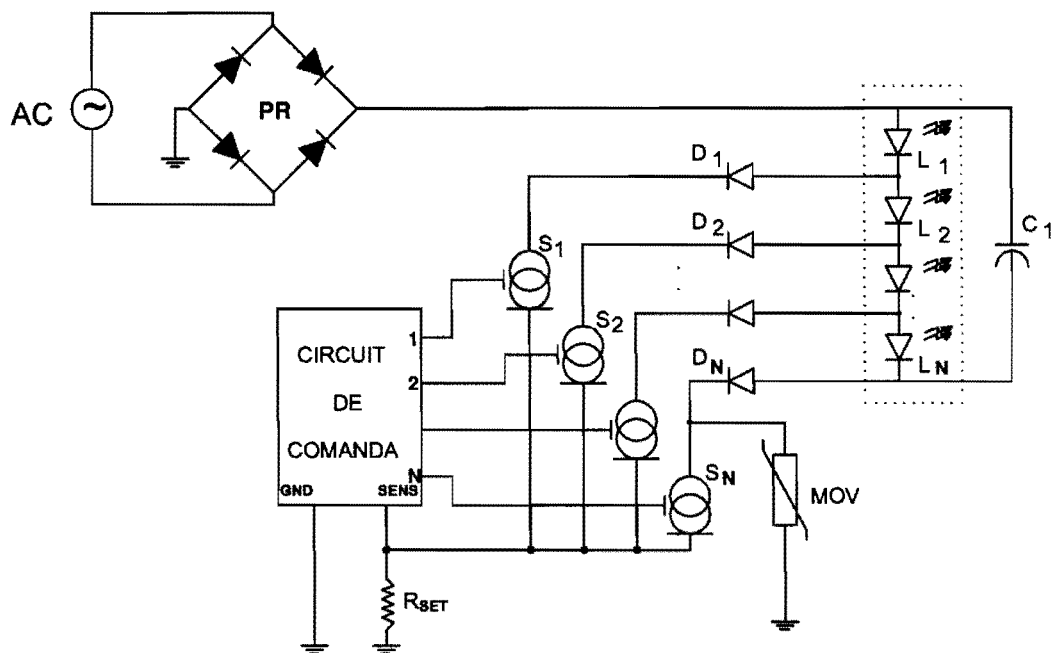 AC
~
PR
D1
L1
D2
L2
C1
S1
S2
DN
LN
SN
MOV
CIRCUIT
DE
COMANDA
1
2
N
GND
SENS
RSET